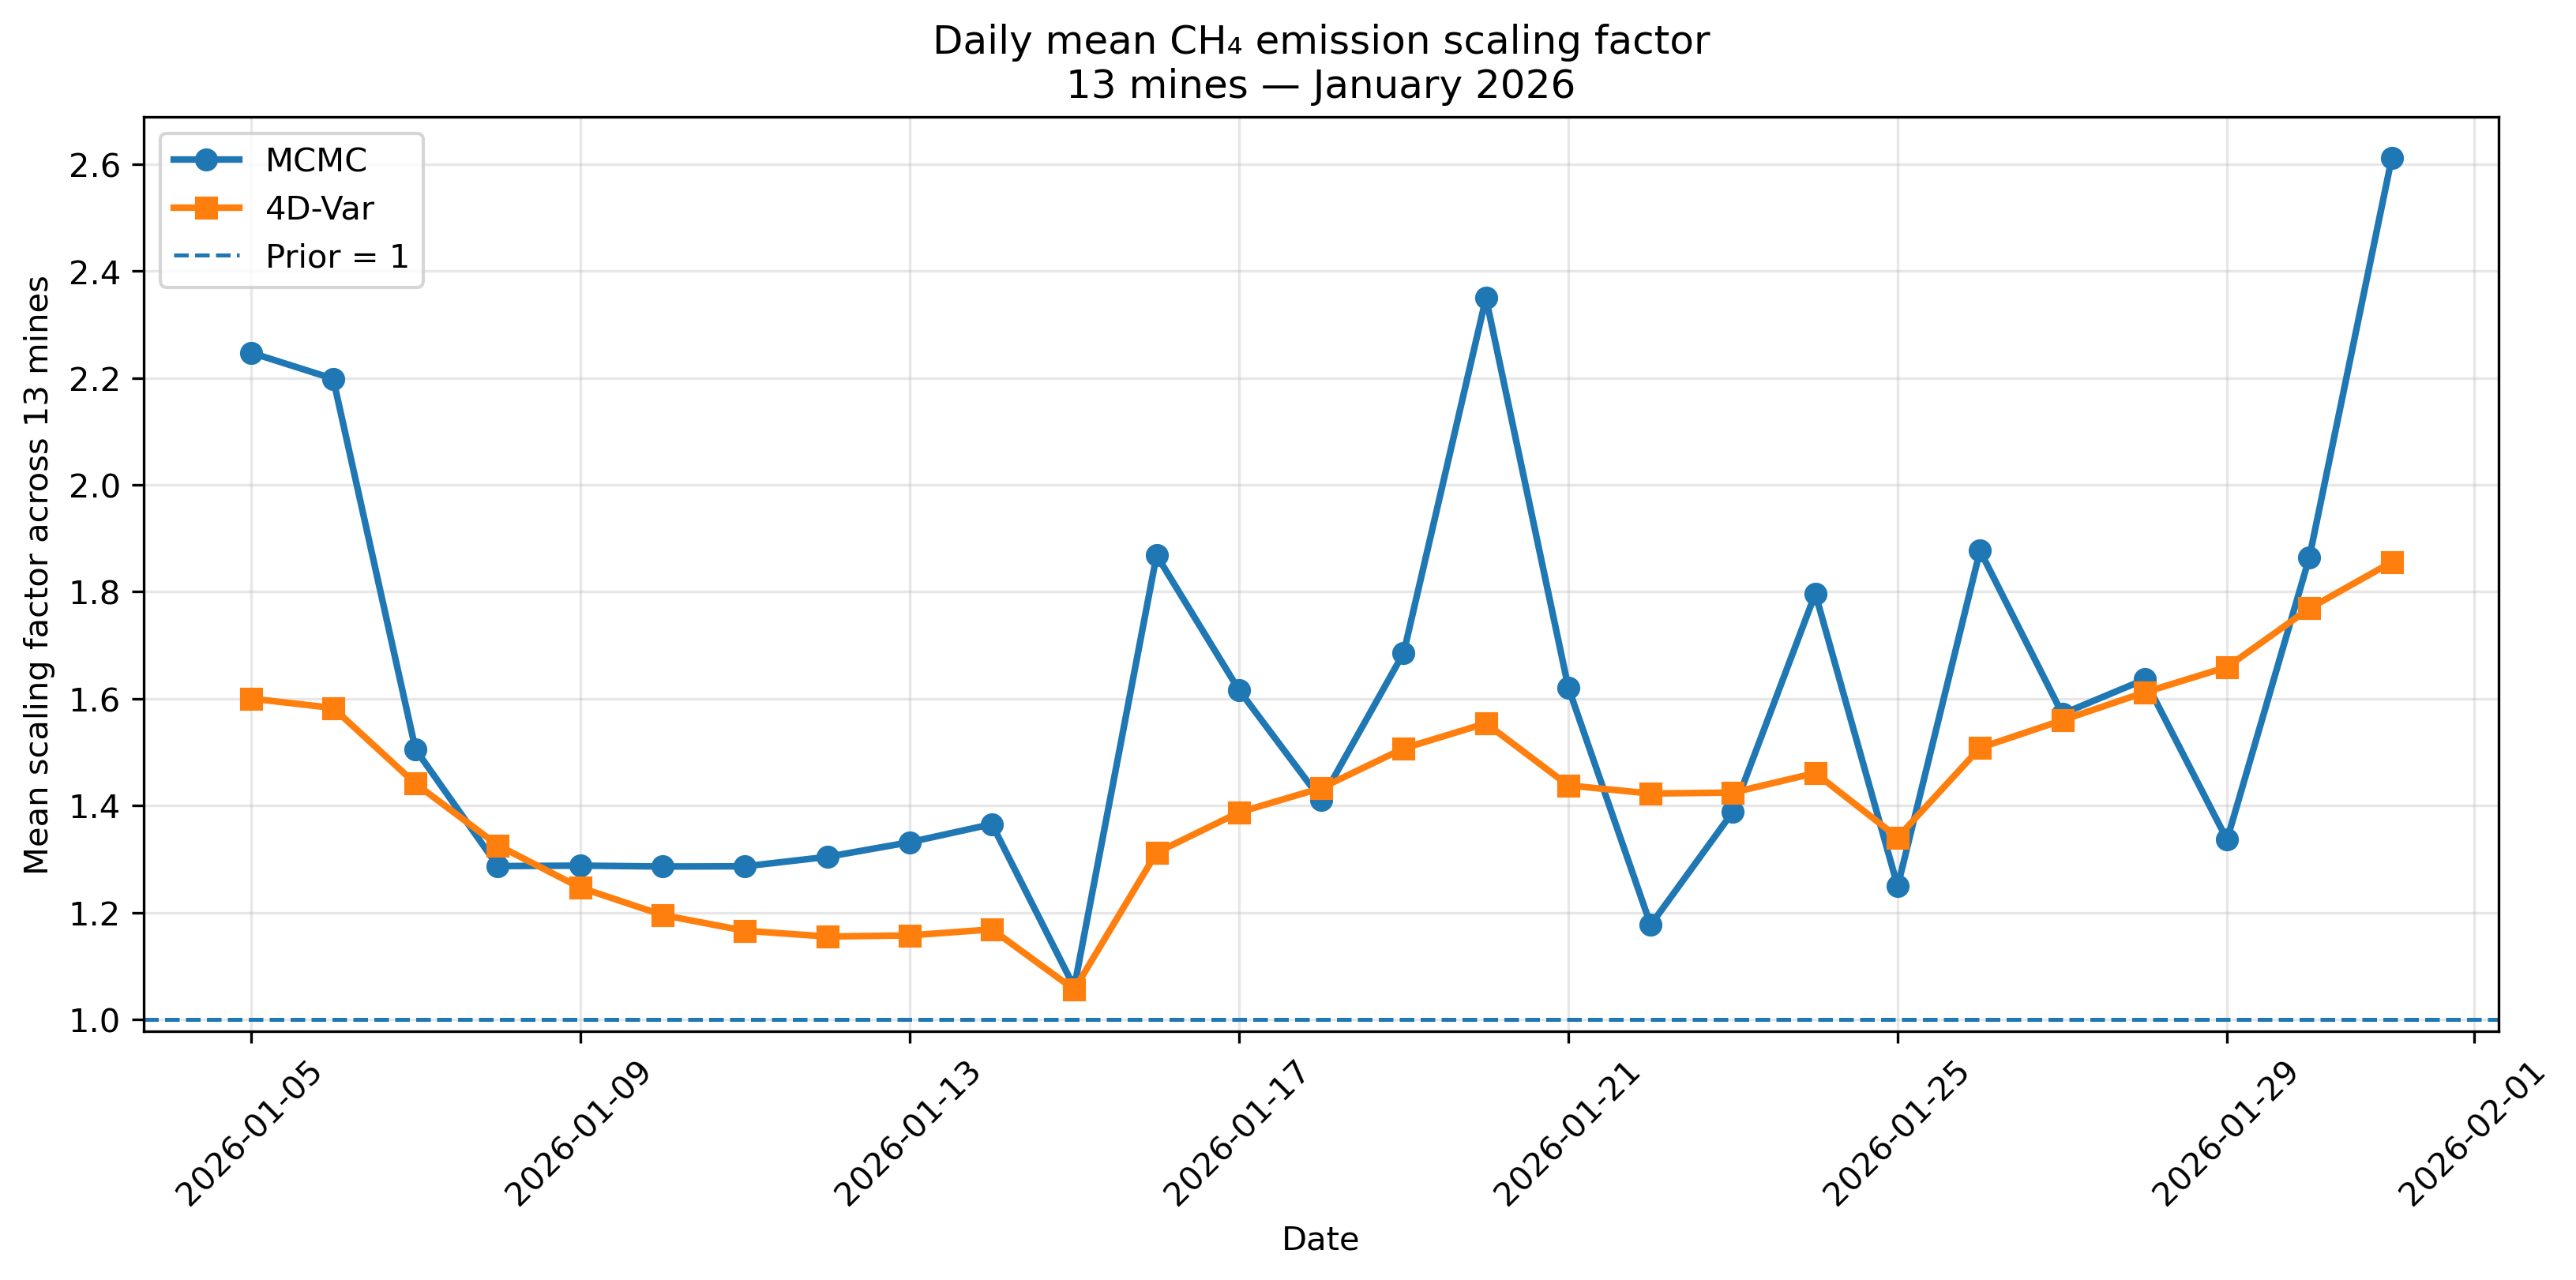 Daily mean CH₄ emission scaling factor
13 mines — January 2026
MCMC
4D-Var
Prior = 1
Mean scaling factor across 13 mines
2.6
2.4
2.2
2.0
1.8
1.6
1.4
1.2
1.0
2026-01-05
2026-01-09
2026-01-13
2026-01-17
2026-01-21
2026-01-25
2026-01-29
2026-02-01
Date